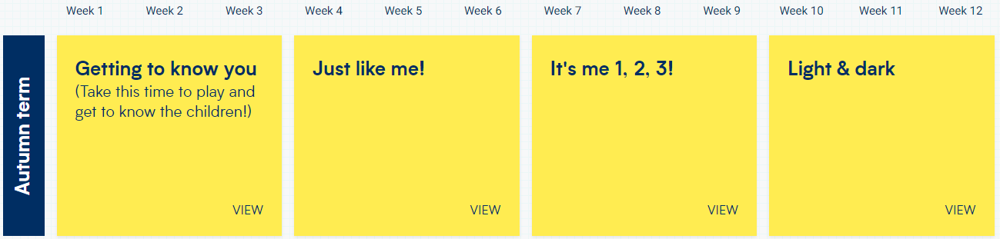 Week 1 Week 2 Week 3 Week 4 Week 5 Week 6 Week 7 Week 8 Week 9 Week 10 Week 11 Week 12
Autumn term
Getting to know you
(Take this time to play and
get to know the children!)
VIEW
Just like me!
VIEW
It's me 1, 2, 3!
VIEW
Light & dark
VIEW